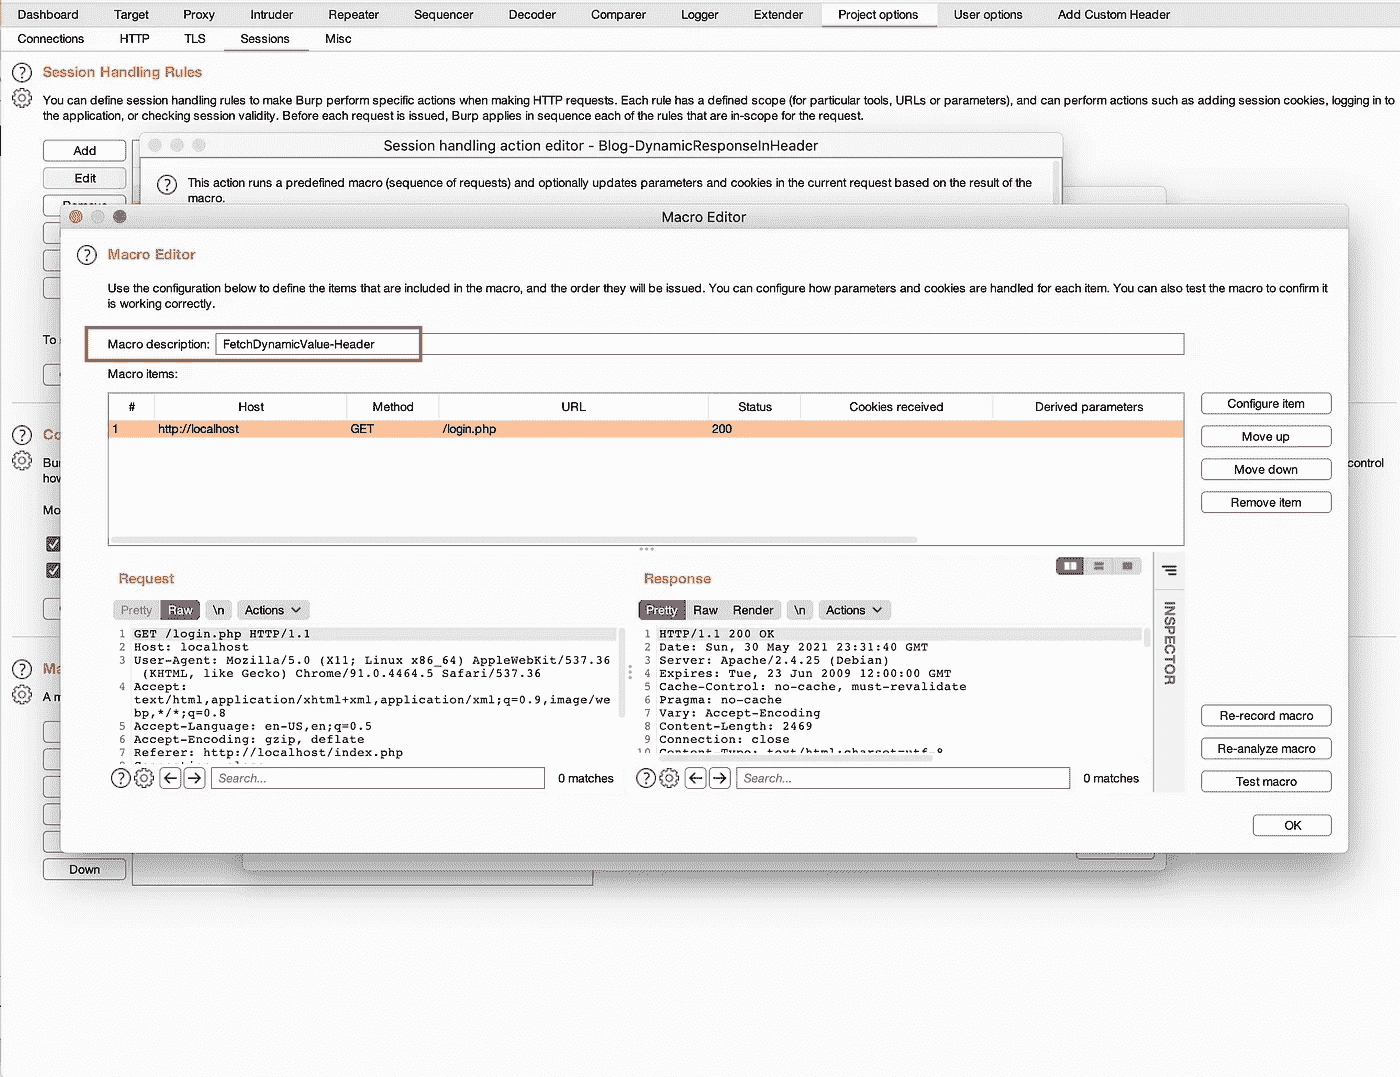 Dashboard Target Proxy Intruder Repeater Sequencer Decoder Comparer Logger Extender Project options User options Add Custom Header
Connections HTTP TLS Sessions Misc
? Session Handling Rules
You can define session handling rules to make Burp perform specific actions when making HTTP requests. Each rule has a defined scope (for particular tools, URLs or parameters), and can perform actions such as adding session cookies, logging in to
the application, or checking session validity. Before each request is issued, Burp applies in sequence each of the rules that are in-scope for the request.
Add
Edit
Session handling action editor - Blog-DynamicResponseInHeader
? This action runs a predefined macro (sequence of requests) and optionally updates parameters and cookies in the current request based on the result of the
macro.
Macro Editor
? Macro Editor
Use the configuration below to define the items that are included in the macro, and the order they will be issued. You can configure how parameters and cookies are handled for each item. You can also test the macro to confirm it
is working correctly.
To
Macro description: FetchDynamicValue-Header
Macro items:
# Host Method URL Status Cookies received Derived parameters
1 http://localhost GET /login.php 200
Configure item
Move up
Move down
Remove item
? Co
Bu
how
control
Mo
Request
Pretty Raw \n Actions
1 GET /login.php HTTP/1.1
2 Host: localhost
3 User-Agent: Mozilla/5.0 (X11; Linux x86_64) AppleWebKit/537.36
(KHTML, like Gecko) Chrome/91.0.4464.5 Safari/537.36
4 Accept:
text/html,application/xhtml+xml,application/xml;q=0.9,image/we
bp,*/*;q=0.8
5 Accept-Language: en-US,en;q=0.5
6 Accept-Encoding: gzip, deflate
7 Referer: http://localhost/index.php
? Search... 0 matches
Response
Pretty Raw Render \n Actions
1 HTTP/1.1 200 OK
2 Date: Sun, 30 May 2021 23:31:40 GMT
3 Server: Apache/2.4.25 (Debian)
4 Expires: Tue, 23 Jun 2009 12:00:00 GMT
5 Cache-Control: no-cache, must-revalidate
6 Pragma: no-cache
7 Vary: Accept-Encoding
8 Content-Length: 2469
9 Connection: close
10 Content-Type: text/html;charset=utf-8
? Search... 0 matches
INSPECTOR
? Ma
A m
Re-record macro
Re-analyze macro
Test macro
OK
Down